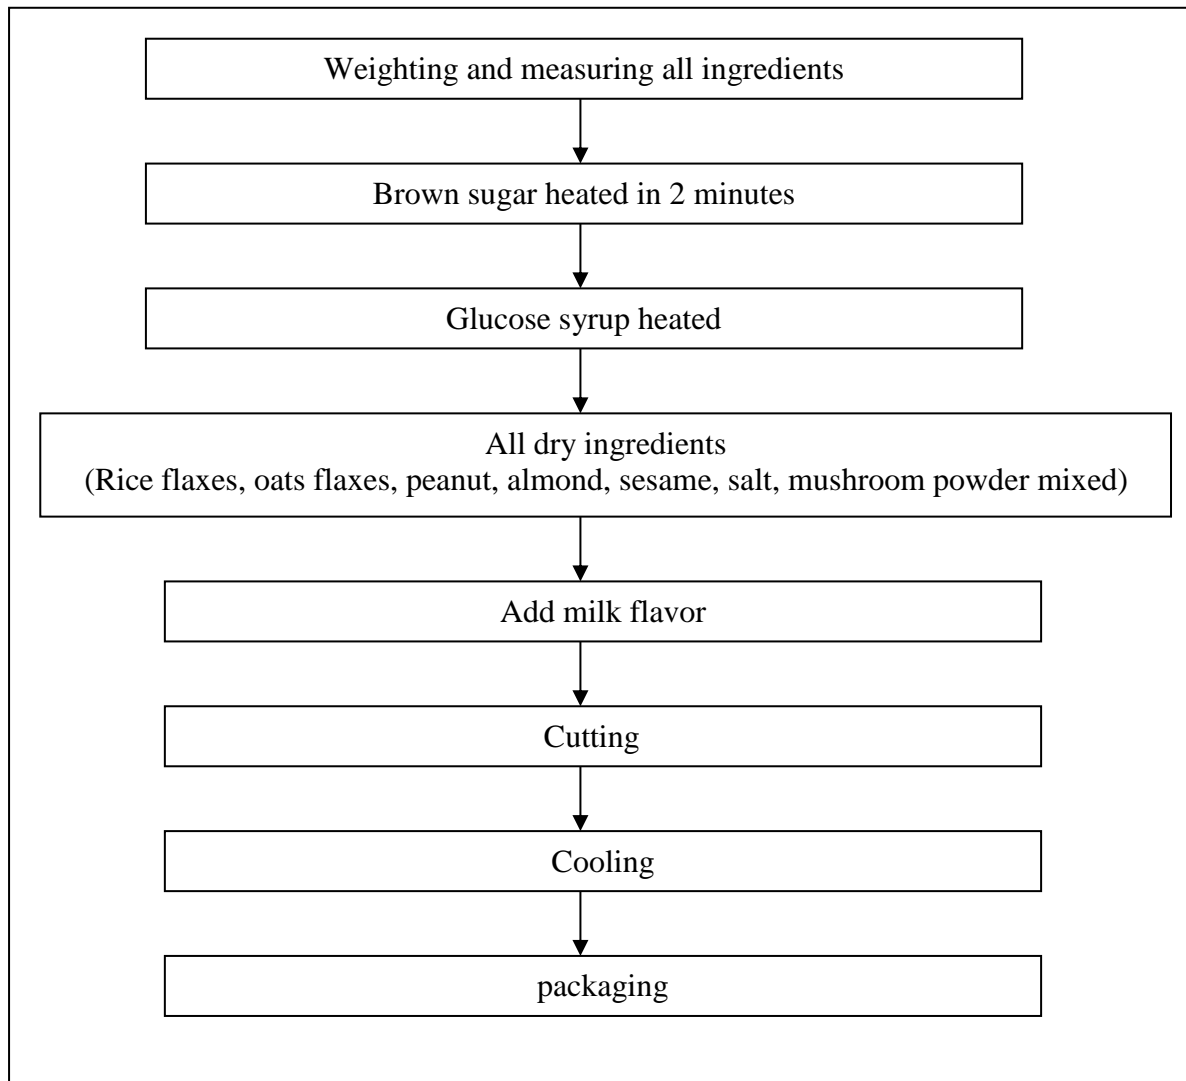 Weighting and measuring all ingredients
Brown sugar heated in 2 minutes
Glucose syrup heated
All dry ingredients
(Rice flaxes, oats flaxes, peanut, almond, sesame, salt, mushroom powder mixed)
Add milk flavor
Cutting
Cooling
packaging